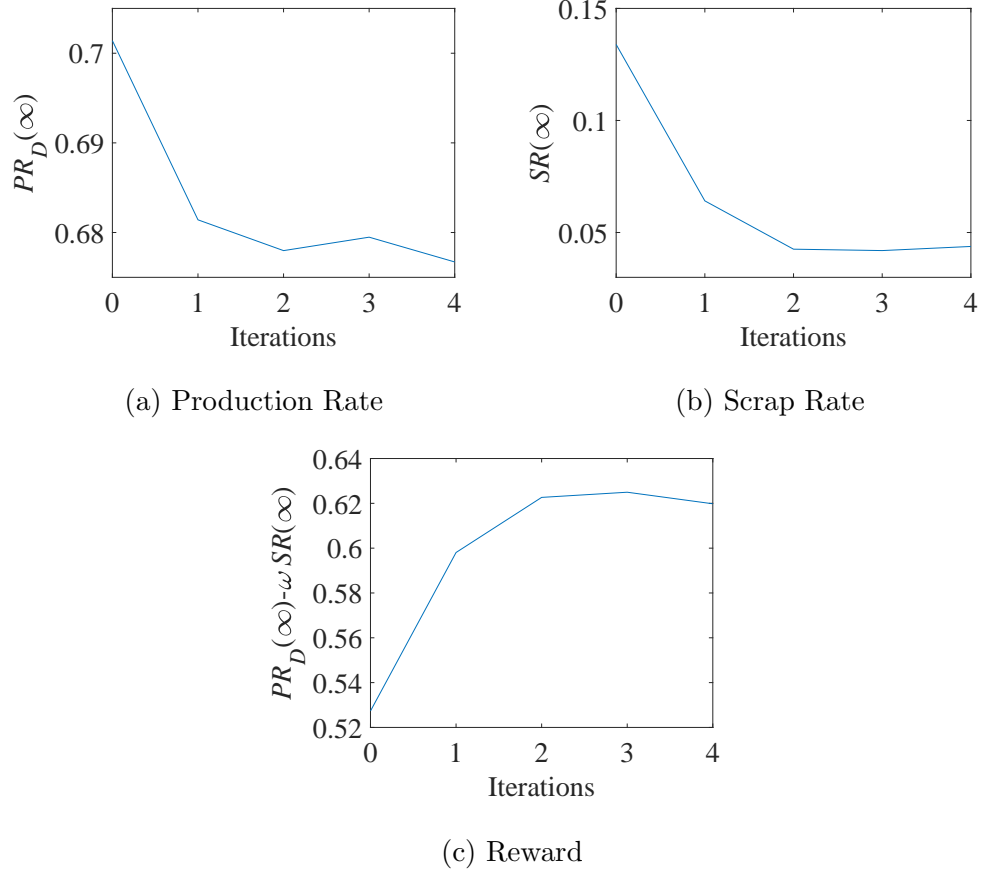 0.7
0.69
0.68
PR_D(∞)
0 1 2 3 4
Iterations
(a) Production Rate
0.15
0.1
0.05
SR(∞)
0 1 2 3 4
Iterations
(b) Scrap Rate
0.64
0.62
0.6
0.58
0.56
0.54
0.52
PR_D(∞)-ω SR(∞)
0 1 2 3 4
Iterations
(c) Reward